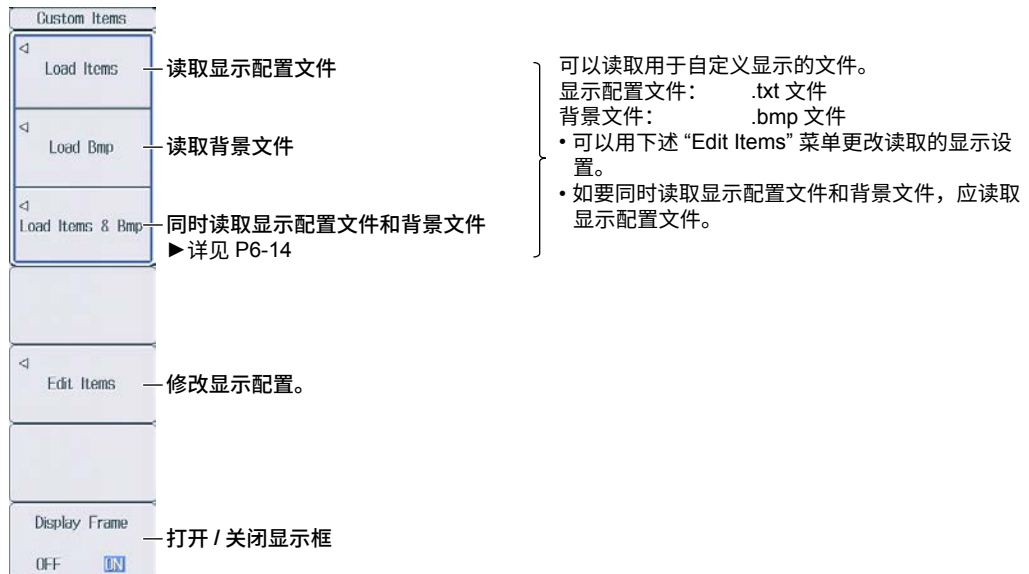 Custom Items
Load Items
读取显示配置文件
Load Bmp
读取背景文件
Load Items & Bmp
同时读取显示配置文件和背景文件
►详见 P6-14
可以读取用于自定义显示的文件。
显示配置文件： .txt 文件
背景文件： .bmp 文件
• 可以用下述 “Edit Items” 菜单更改读取的显示设
置。
• 如要同时读取显示配置文件和背景文件，应读取
显示配置文件。
Edit Items
修改显示配置。
Display Frame
OFF ON
打开 / 关闭显示框